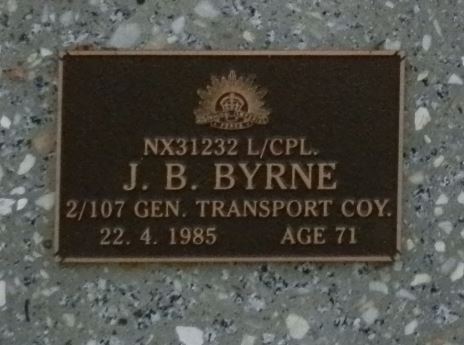 NX31232 L/CPL.
J. B. BYRNE
2/107 GEN. TRANSPORT COY.
22. 4. 1985 AGE 71